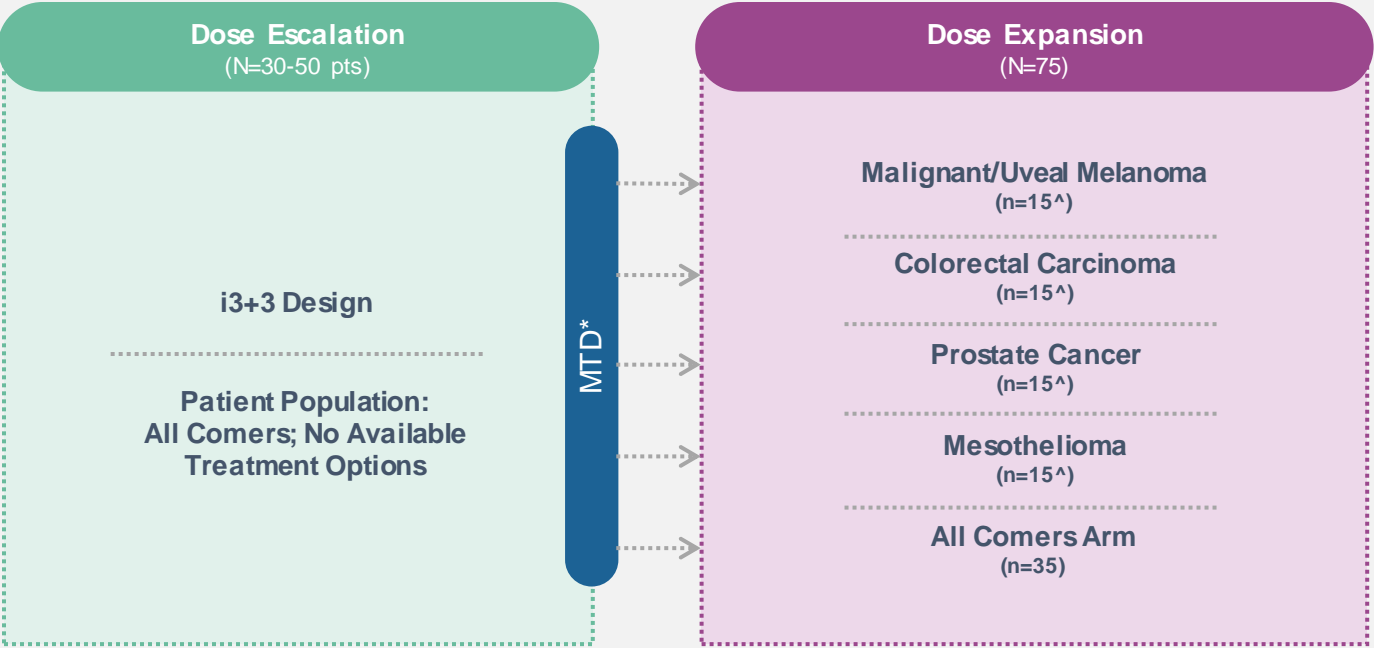 Dose Escalation
(N=30-50 pts)
i3+3 Design
Patient Population:
All Comers; No Available
Treatment Options
MTD*
Dose Expansion
(N=75)
Malignant/Uveal Melanoma
(n=15^)
Colorectal Carcinoma
(n=15^)
Prostate Cancer
(n=15^)
Mesothelioma
(n=15^)
All Comers Arm
(n=35)